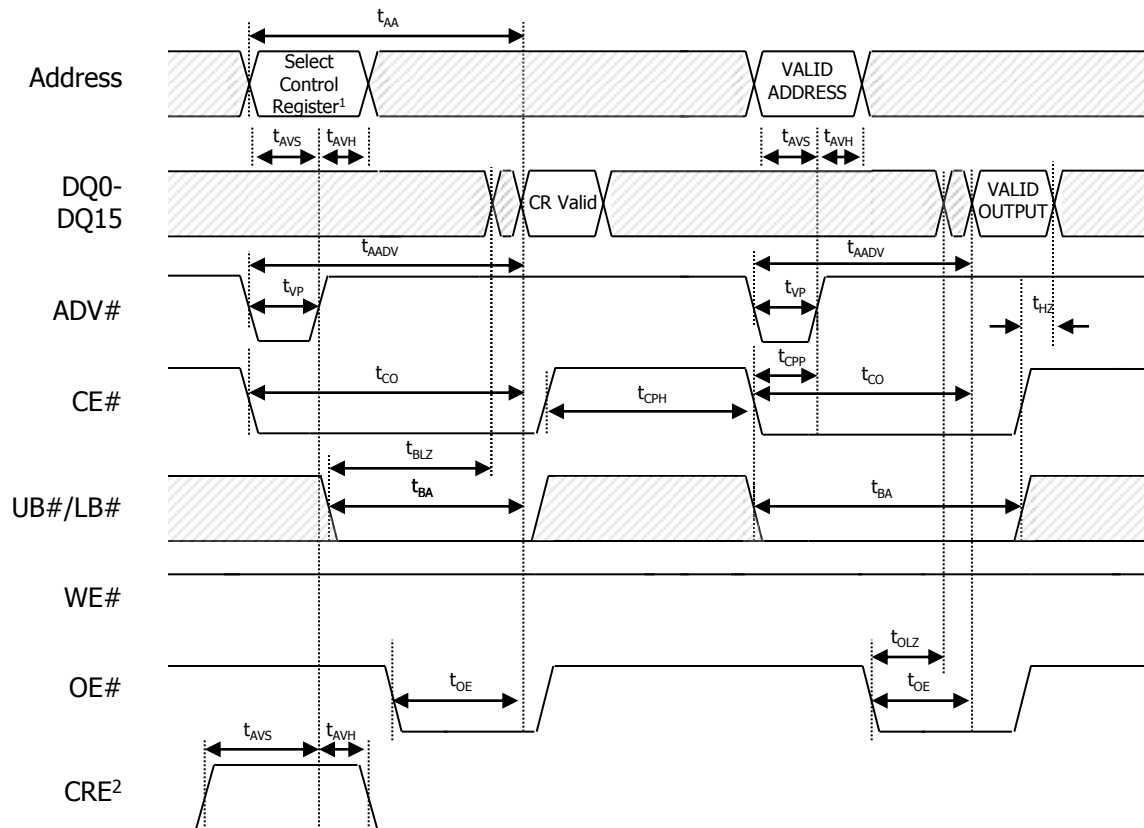 tAA
Address
Select
Control
Register1
VALID
ADDRESS
tAVS
tAVH
tAVS
tAVH
DQ0-
DQ15
CR Valid
VALID
OUTPUT
tAADV
tAADV
ADV#
tVP
tVP
tHZ
CE#
tCO
tCPH
tCPP
tCO
UB#/LB#
tBLZ
tBA
tBA
WE#
OE#
tOE
tOLZ
tOE
tAVS
tAVH
CRE2